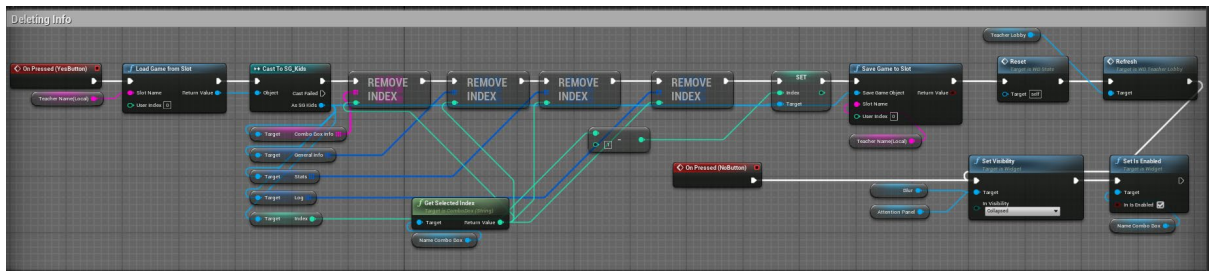 Deleting Info
On Pressed (YesButton)
Teacher Name(Local)
Load Game from Slot
Slot Name
Return Value
User Index 0
Cast To SG_Kids
Object
Cast Failed
As SG Kids
Target
Combo Box Info
Target
General Info
Target
Stats
Target
Log
Target
Index
REMOVE
INDEX
REMOVE
INDEX
REMOVE
INDEX
REMOVE
INDEX
Get Selected Index
Target is ComboBox (String)
Target
Return Value
Name Combo Box
-
1
SET
Index
Target
Save Game to Slot
Save Game Object
Return Value
Slot Name
User Index 0
Teacher Name(Local)
Teacher Lobby
Reset
Target is WG Stats
Target self
Refresh
Target is WG Teacher Lobby
Target
On Pressed (NoButton)
Blur
Attention Panel
Set Visibility
Target is Widget
Target
In Visibility
Collapsed
Set Is Enabled
Target is Widget
Target
In Is Enabled
Name Combo Box